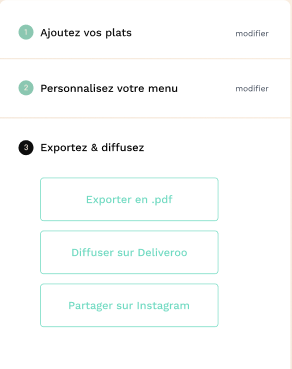 1 Ajoutez vos plats modifier
2 Personnalisez votre menu modifier
3 Exportez & diffusez
Exporter en .pdf
Diffuser sur Deliveroo
Partager sur Instagram